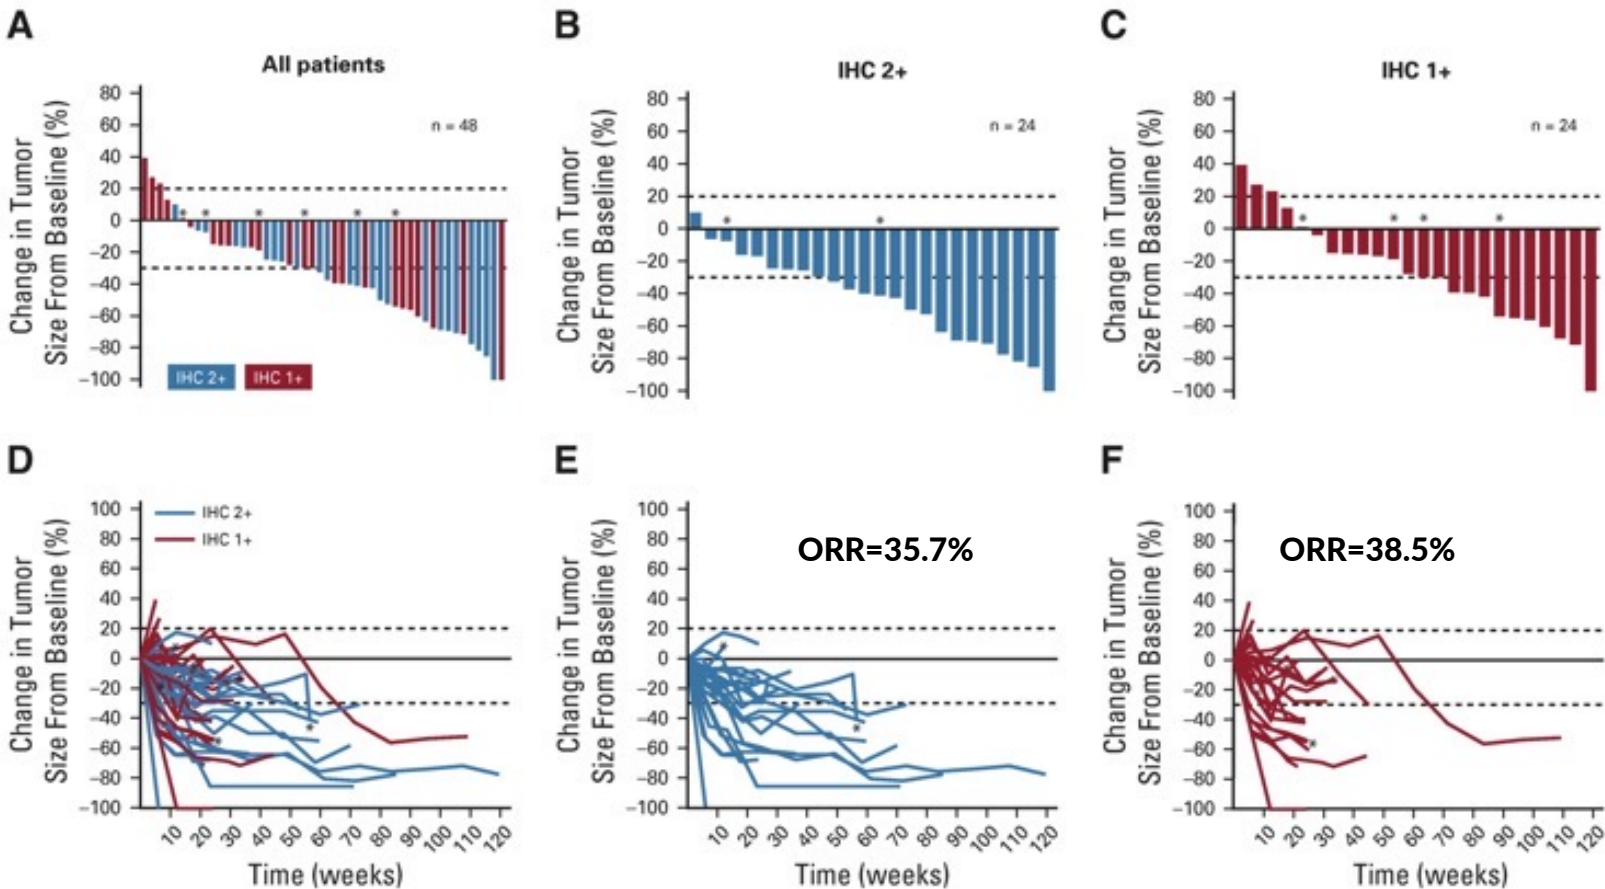 A
All patients
Change in Tumor
Size From Baseline (%)
80
60
40
20
0
–20
–40
–60
–80
–100
n = 48
* * * * * *
IHC 2+
IHC 1+
B
IHC 2+
Change in Tumor
Size From Baseline (%)
80
60
40
20
0
–20
–40
–60
–80
–100
n = 24
* *
C
IHC 1+
Change in Tumor
Size From Baseline (%)
80
60
40
20
0
–20
–40
–60
–80
–100
n = 24
* * * *
D
Change in Tumor
Size From Baseline (%)
100
80
60
40
20
0
–20
–40
–60
–80
–100
IHC 2+
IHC 1+
10 20 30 40 50 60 70 80 90 100 110 120
Time (weeks)
E
Change in Tumor
Size From Baseline (%)
100
80
60
40
20
0
–20
–40
–60
–80
–100
ORR=35.7%
*
*
10 20 30 40 50 60 70 80 90 100 110 120
Time (weeks)
F
Change in Tumor
Size From Baseline (%)
100
80
60
40
20
0
–20
–40
–60
–80
–100
ORR=38.5%
*
10 20 30 40 50 60 70 80 90 100 110 120
Time (weeks)